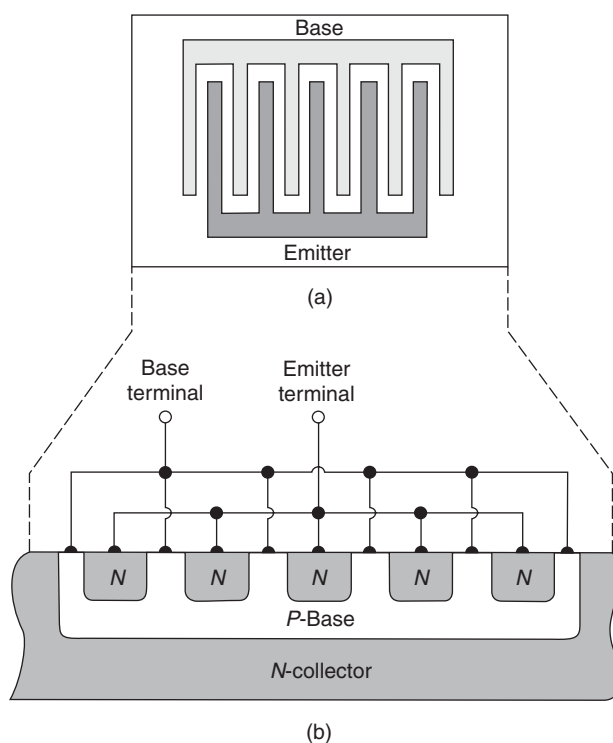 Base
Emitter
(a)
Base
terminal
Emitter
terminal
N N N N N
P-Base
N-collector
(b)